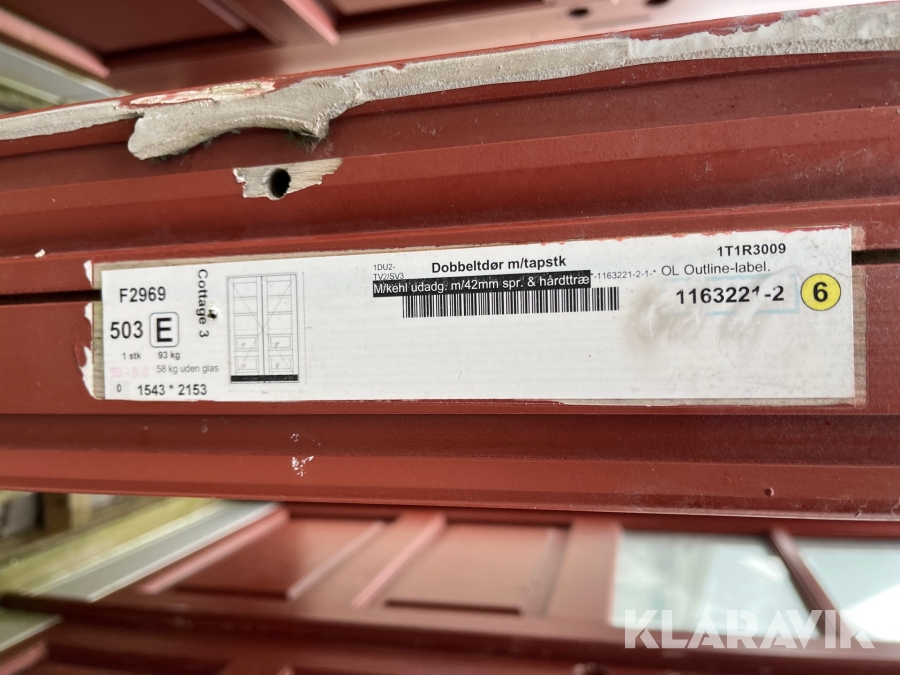 F2969
503 E
1 stk 93 kg
58 kg uden glas
0 1543 * 2153
Cottage 3
1DU2-
TV2/SV3
Dobbeltdør m/tapstk
M/kehl udadg. m/42mm spr. & hårdttræ
*-1163221-2-1-* OL Outline-label.
1T1R3009
1163221-2 6
KLARAVIK